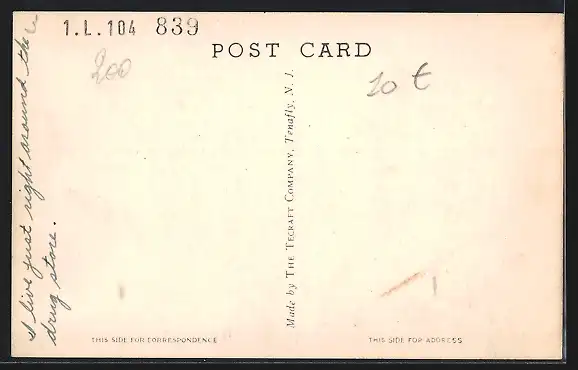 1.L.104 839
POST CARD
200
10 €
I live just right around the
drug store.
Made by THE TECRAFT COMPANY, Tenafly, N. J.
THIS SIDE FOR CORRESPONDENCE
THIS SIDE FOR ADDRESS